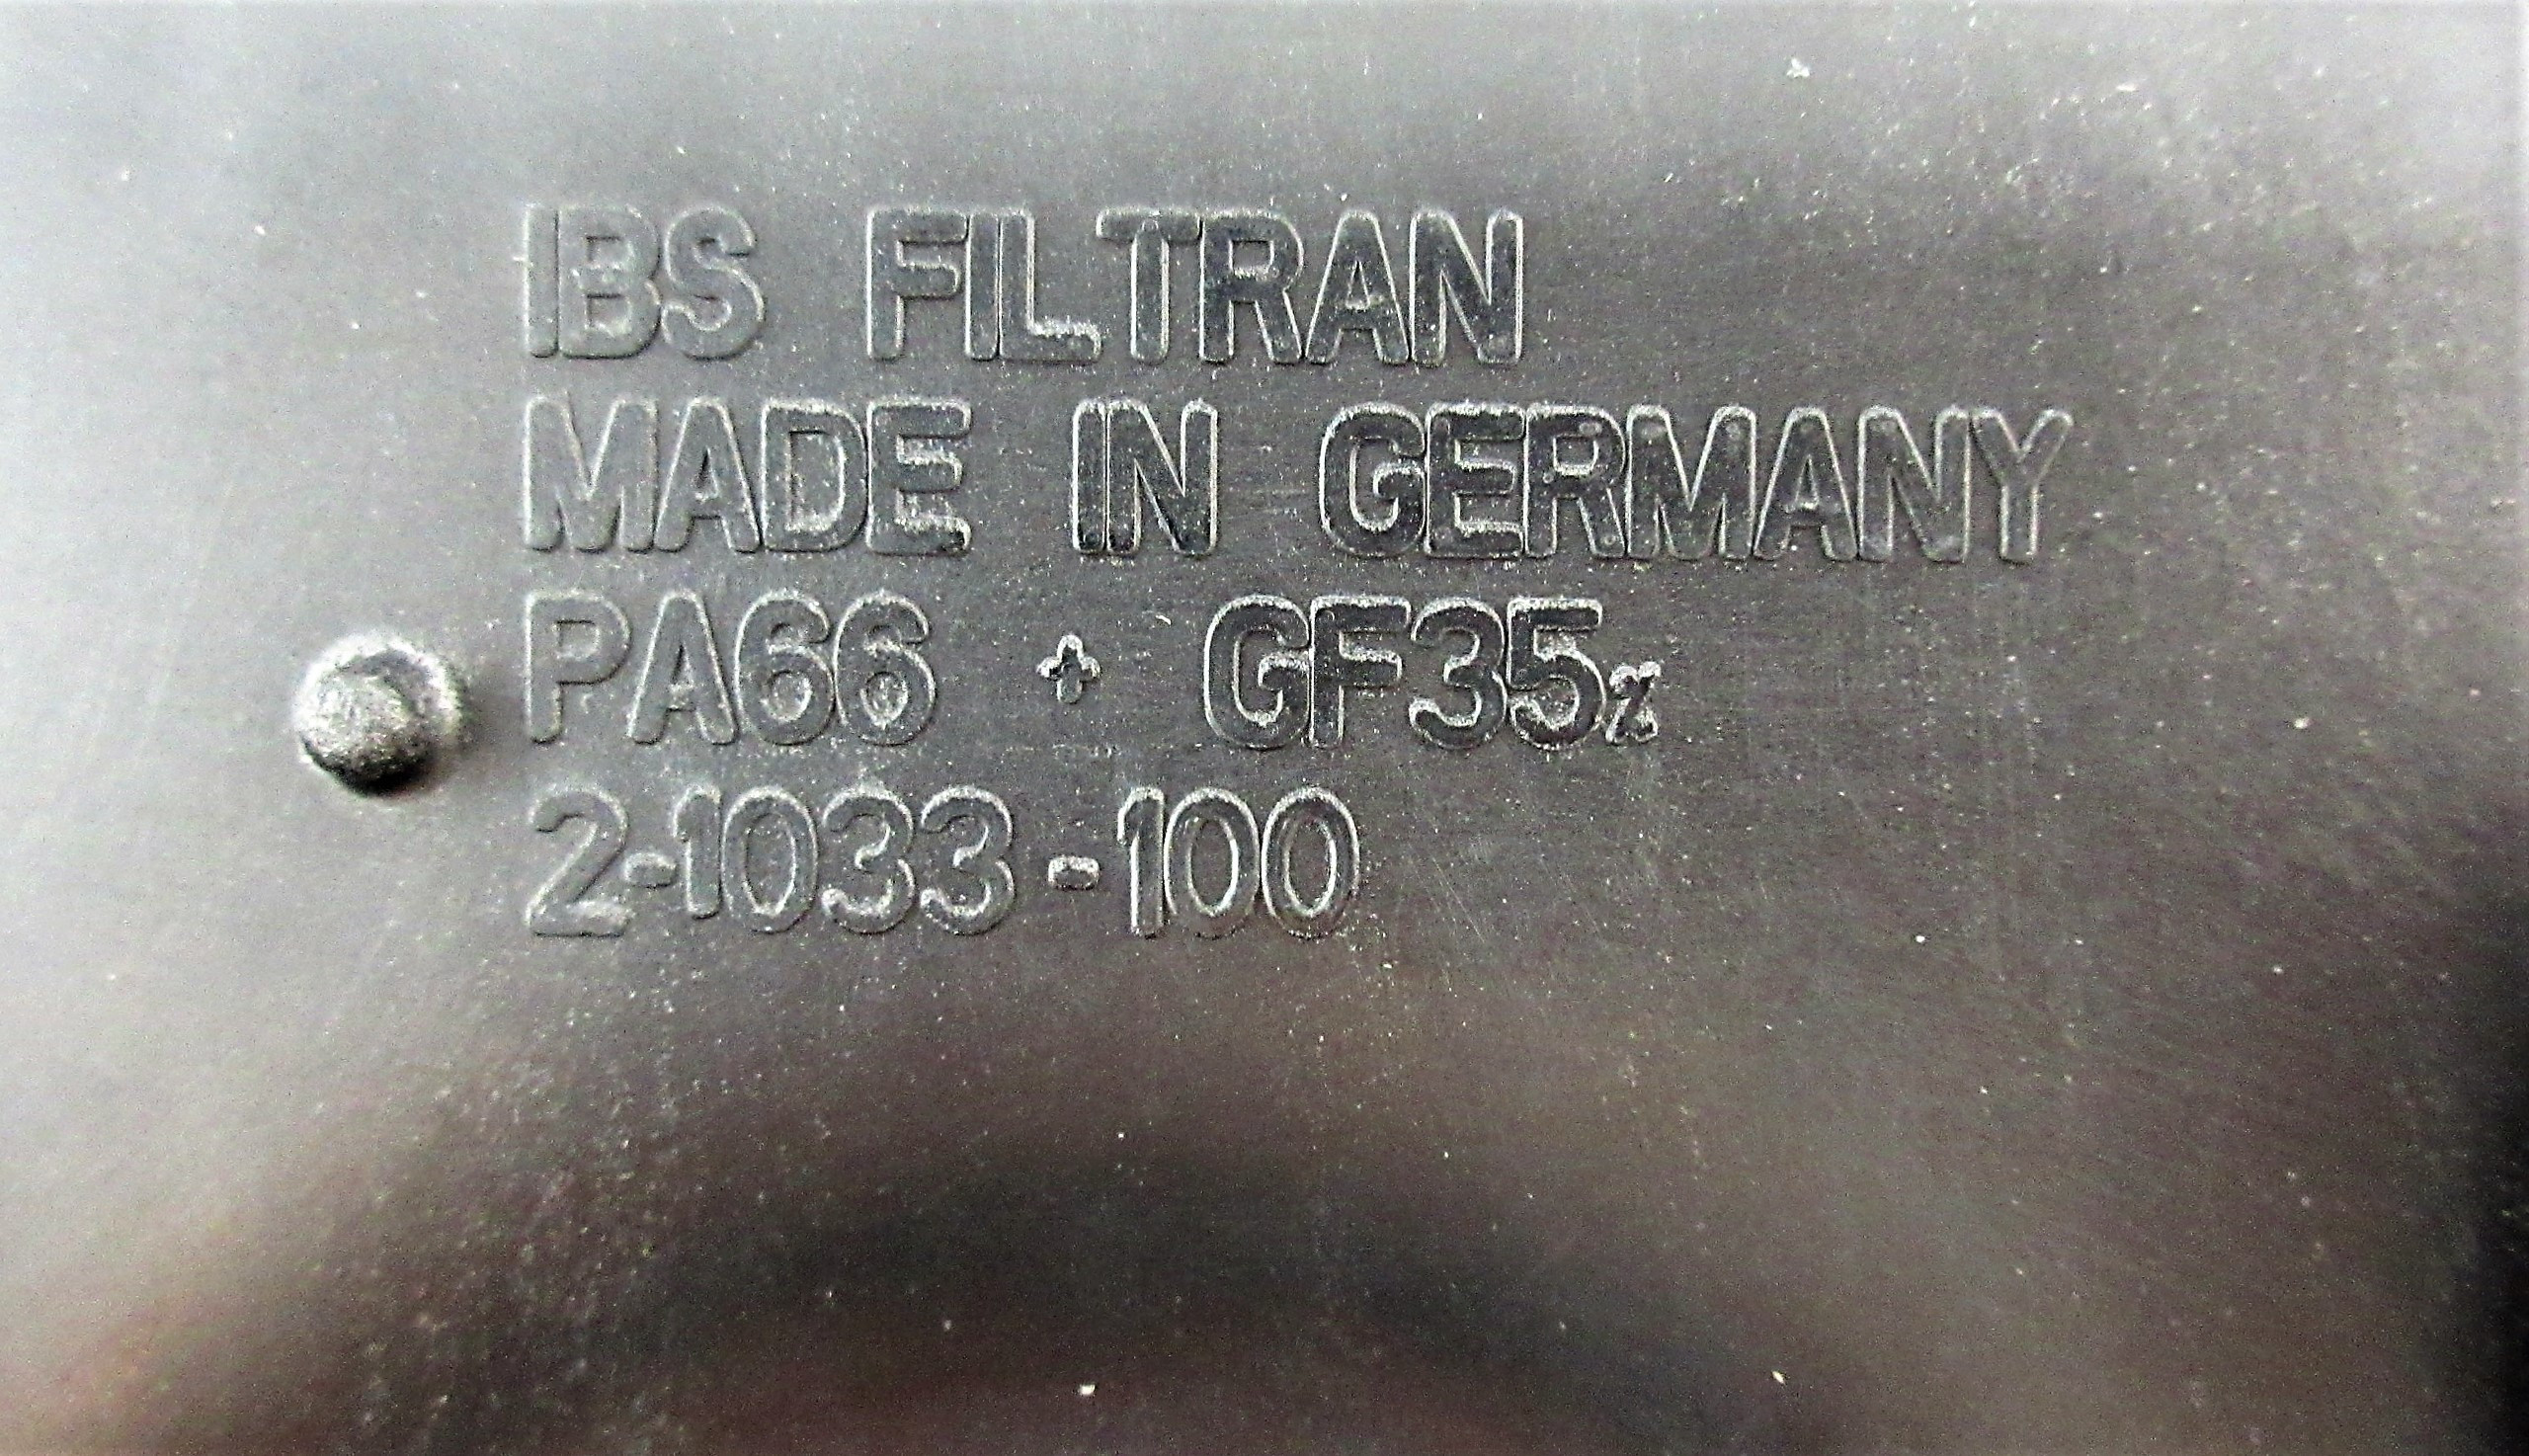 IBS FILTRAN
MADE IN GERMANY
PA66 + GF35%
2-1033-100